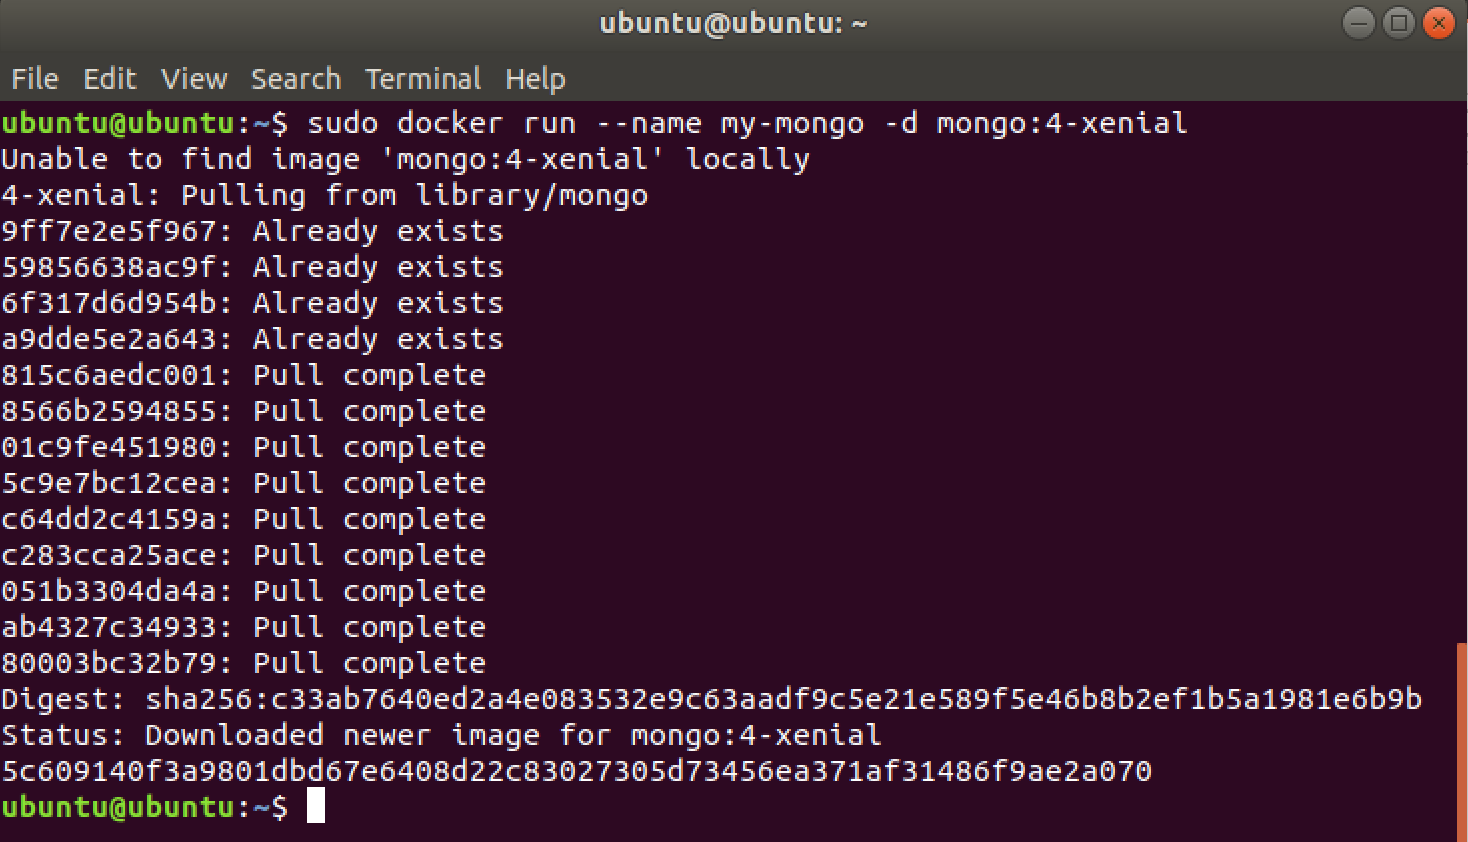 ubuntu@ubuntu: ~
File Edit View Search Terminal Help
ubuntu@ubuntu:~$ sudo docker run --name my-mongo -d mongo:4-xenial
Unable to find image 'mongo:4-xenial' locally
4-xenial: Pulling from library/mongo
9ff7e2e5f967: Already exists
59856638ac9f: Already exists
6f317d6d954b: Already exists
a9dde5e2a643: Already exists
815c6aedc001: Pull complete
8566b2594855: Pull complete
01c9fe451980: Pull complete
5c9e7bc12cea: Pull complete
c64dd2c4159a: Pull complete
c283cca25ace: Pull complete
051b3304da4a: Pull complete
ab4327c34933: Pull complete
80003bc32b79: Pull complete
Digest: sha256:c33ab7640ed2a4e083532e9c63aadf9c5e21e589f5e46b8b2ef1b5a1981e6b9b
Status: Downloaded newer image for mongo:4-xenial
5c609140f3a9801dbd67e6408d22c83027305d73456ea371af31486f9ae2a070
ubuntu@ubuntu:~$